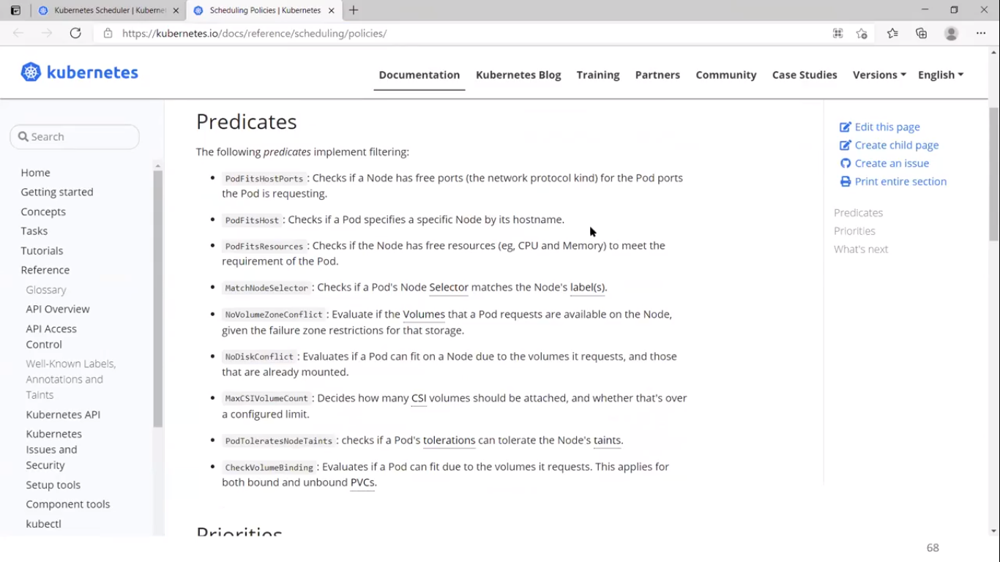 Kubernetes Scheduler | Kubernet
Scheduling Policies | Kubernetes
https://kubernetes.io/docs/reference/scheduling/policies/
kubernetes
Documentation Kubernetes Blog Training Partners Community Case Studies Versions English
Search
Home
Getting started
Concepts
Tasks
Tutorials
Reference
Glossary
API Overview
API Access
Control
Well-Known Labels,
Annotations and
Taints
Kubernetes API
Kubernetes
Issues and
Security
Setup tools
Component tools
kubectl
Predicates
The following predicates implement filtering:
PodFitsHostPorts : Checks if a Node has free ports (the network protocol kind) for the Pod ports
the Pod is requesting.
PodFitsHost : Checks if a Pod specifies a specific Node by its hostname.
PodFitsResources : Checks if the Node has free resources (eg, CPU and Memory) to meet the
requirement of the Pod.
MatchNodeSelector : Checks if a Pod's Node Selector matches the Node's label(s).
NoVolumeZoneConflict : Evaluate if the Volumes that a Pod requests are available on the Node,
given the failure zone restrictions for that storage.
NoDiskConflict : Evaluates if a Pod can fit on a Node due to the volumes it requests, and those
that are already mounted.
MaxCSIVolumeCount : Decides how many CSI volumes should be attached, and whether that's over
a configured limit.
PodToleratesNodeTaints : checks if a Pod's tolerations can tolerate the Node's taints.
CheckVolumeBinding : Evaluates if a Pod can fit due to the volumes it requests. This applies for
both bound and unbound PVCs.
Priorities
Edit this page
Create child page
Create an issue
Print entire section
Predicates
Priorities
What's next
68